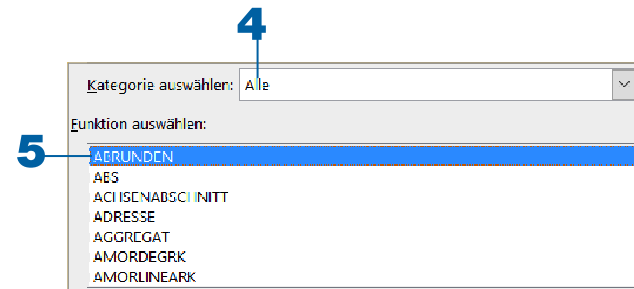 4
Kategorie auswählen: Alle
Funktion auswählen:
5
ABRUNDEN
ABS
ACHSENABSCHNITT
ADRESSE
AGGREGAT
AMORDEGRK
AMORLINEARK